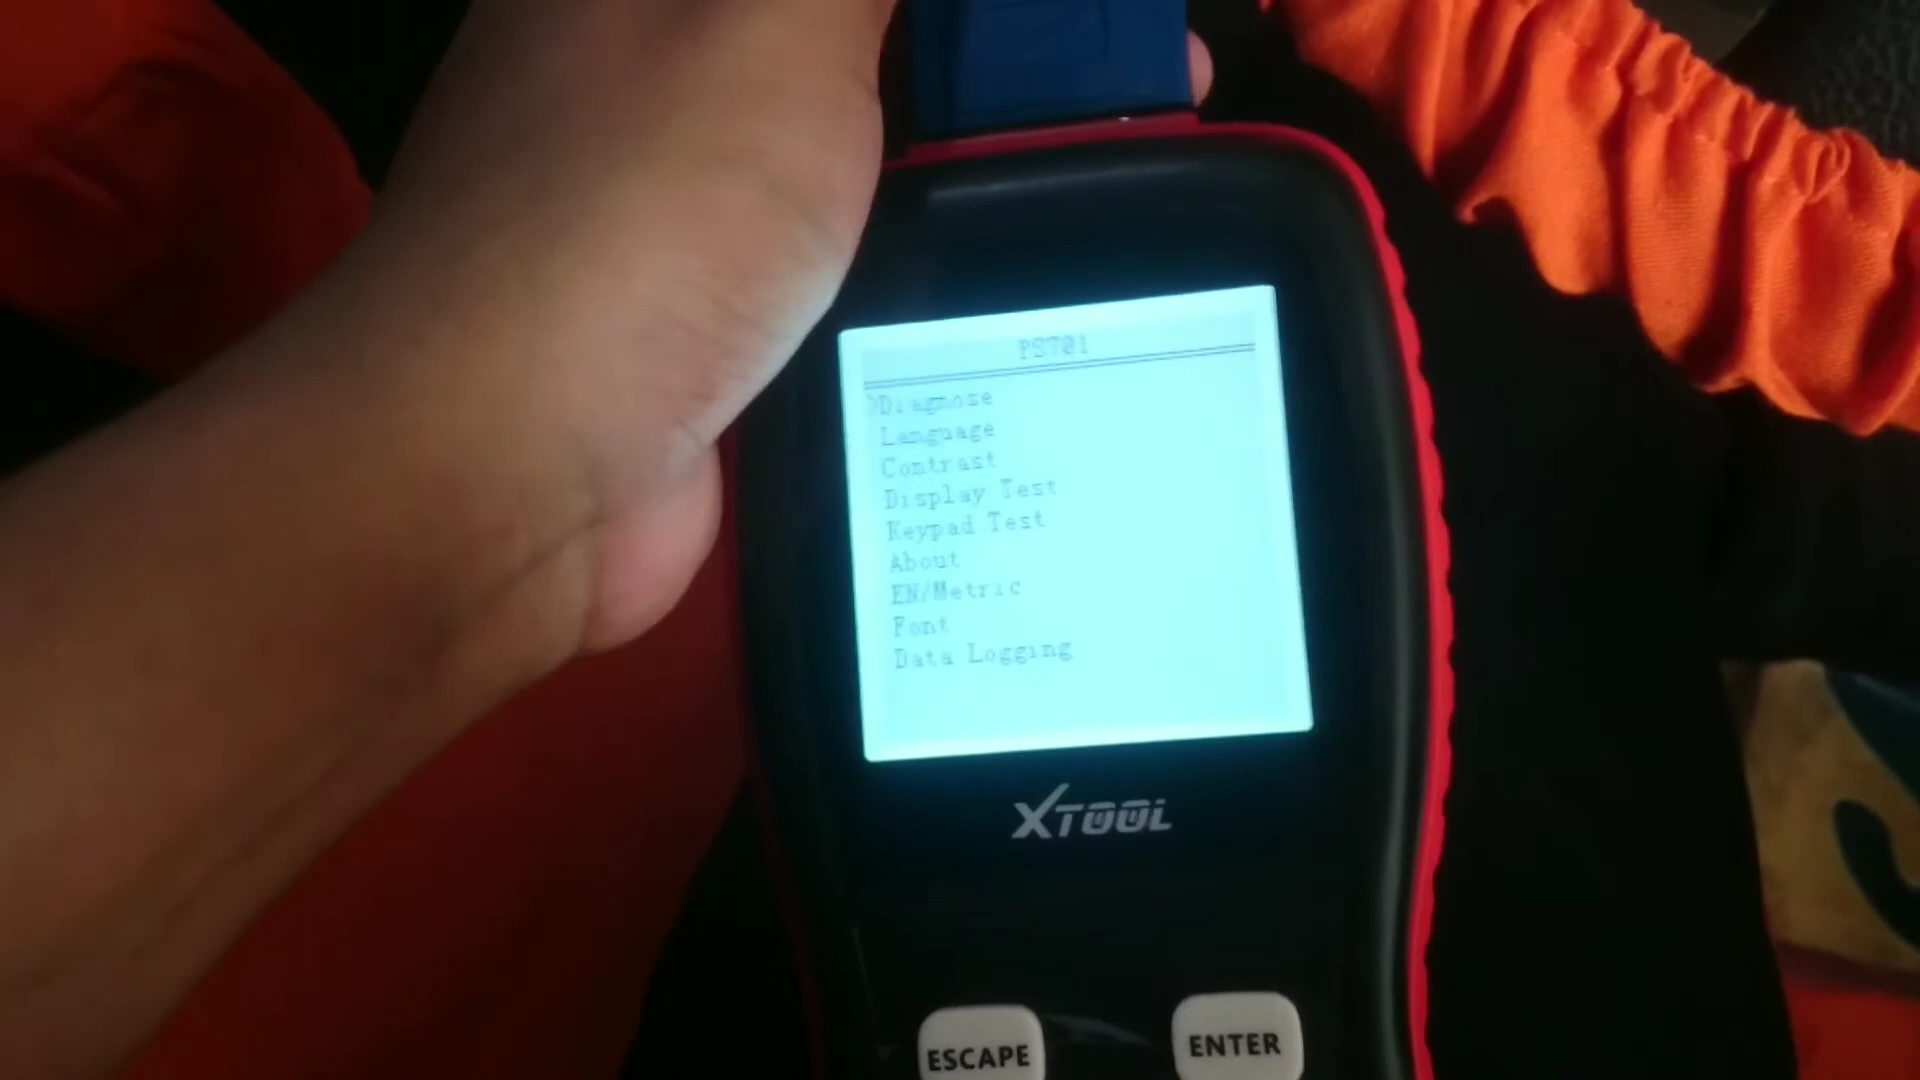 PS701
>Diagnose
Language
Contrast
Display Test
Keypad Test
About
EN/Metric
Font
Data Logging
XTOOL
ESCAPE
ENTER